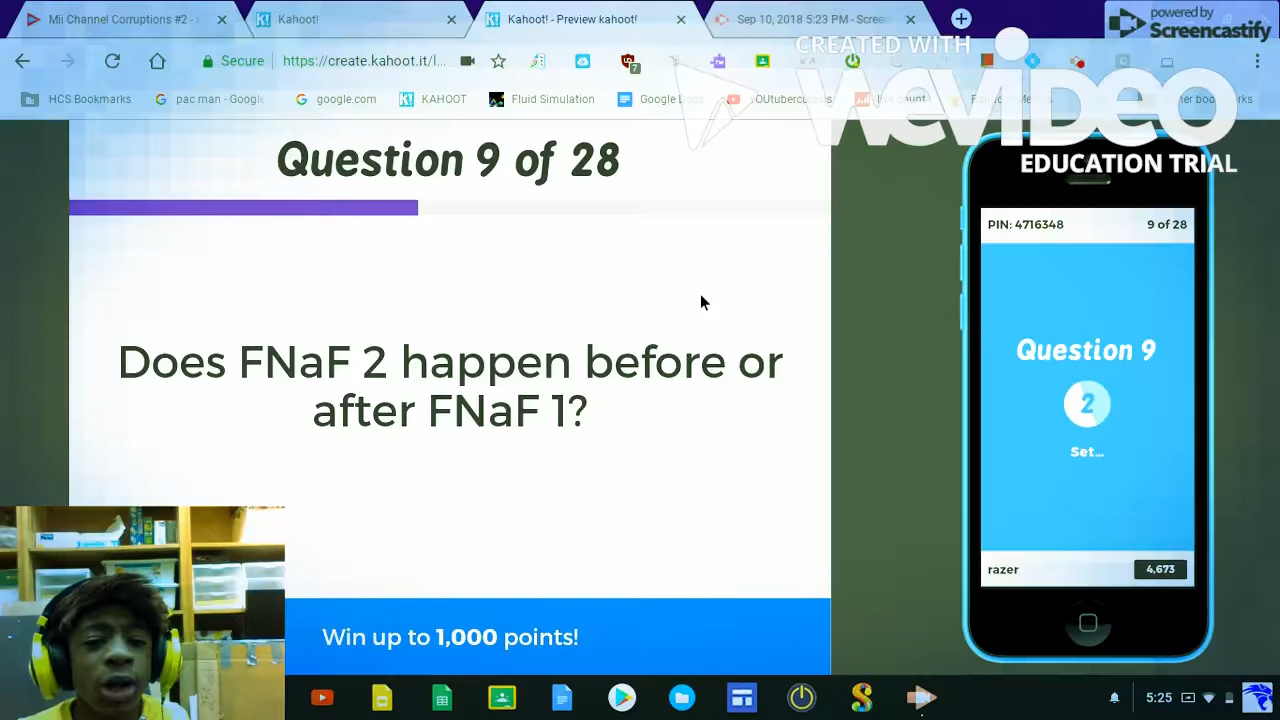 Mii Channel Corruptions #2 -
Kahoot!
Kahoot! - Preview kahoot!
Sep 10, 2018 5:23 PM - Screen
powered by
Screencastify
CREATED WITH
WeVideo
EDUCATION TRIAL
Secure
https://create.kahoot.it/l...
7
HCS Bookmarks
pac man - Google
google.com
KAHOOT
Fluid Simulation
Google Docs
Question 9 of 28
Does FNaF 2 happen before or
after FNaF 1?
Win up to 1,000 points!
PIN: 4716348
9 of 28
Question 9
2
Set...
razer
4,673
5:25